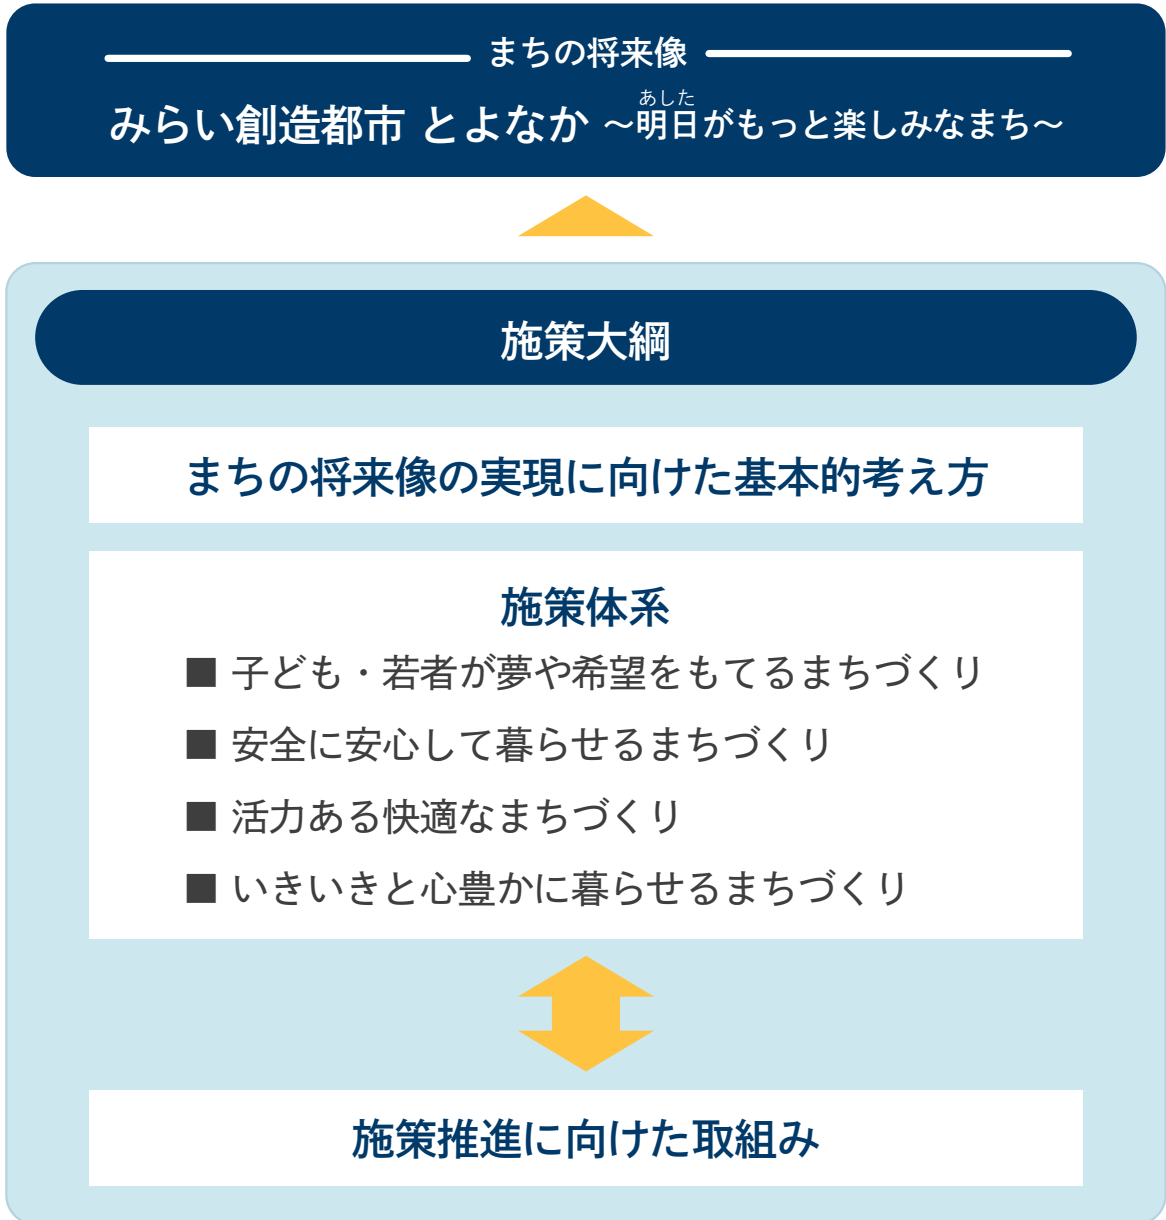 まちの将来像
あした
みらい創造都市 とよなか ～明日がもっと楽しみなまち～
施策大綱
まちの将来像の実現に向けた基本的考え方
施策体系
■ 子ども・若者が夢や希望をもてるまちづくり
■ 安全に安心して暮らせるまちづくり
■ 活力ある快適なまちづくり
■ いきいきと心豊かに暮らせるまちづくり
施策推進に向けた取組み